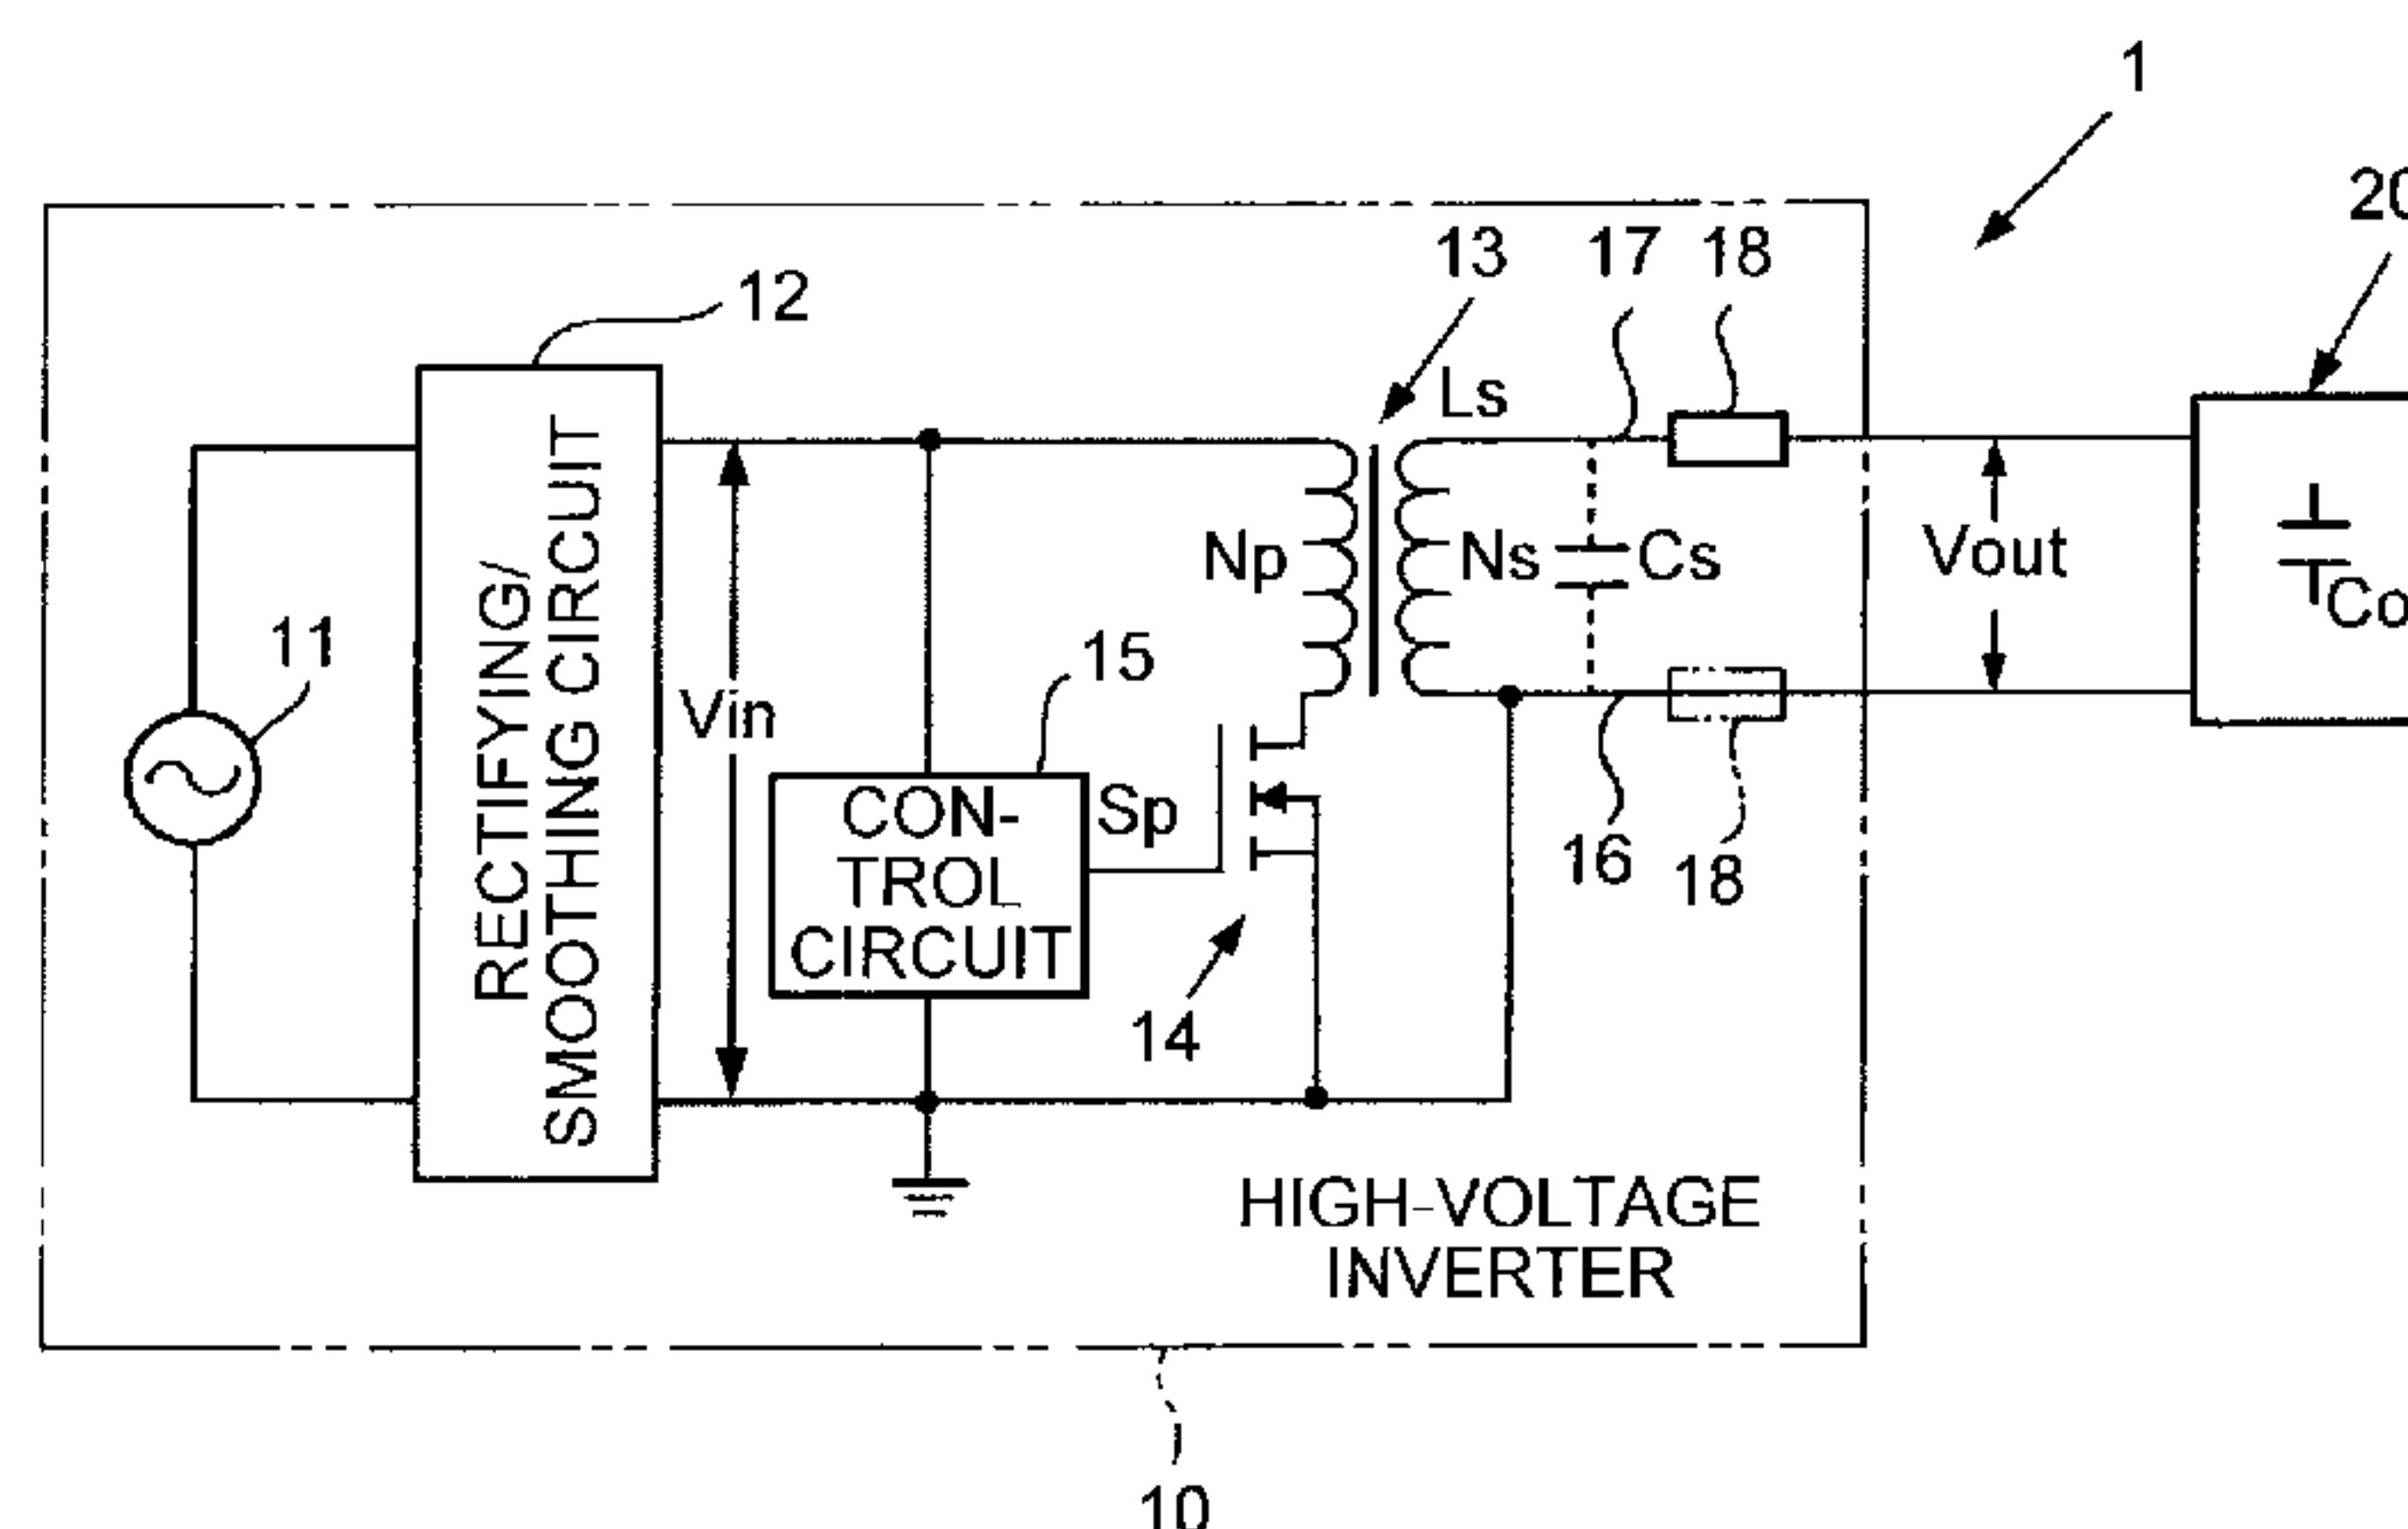 1
20
13
17
18
12
Ls
11
RECTIFYING/
SMOOTHING CIRCUIT
Vin
Np
Ns
Cs
Vout
Co
15
CON-
TROL
CIRCUIT
Sp
14
16
18
HIGH-VOLTAGE
INVERTER
10